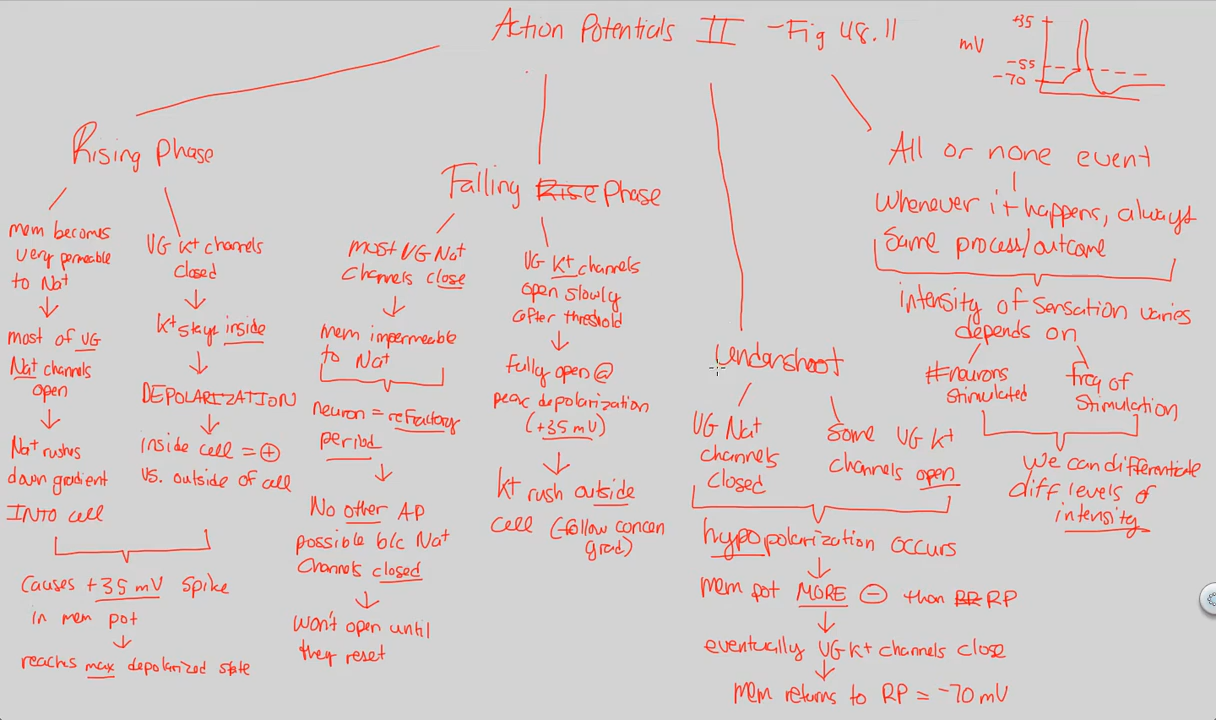 Action Potentials II - Fig 48.11
+35
mV
-55
-70
Rising Phase
mem becomes
very permeable
to Na+
most of VG
Na+ channels
open
Na+ rushes
down gradient
INTO cell
VG K+ channels
closed
K+ stays inside
DEPOLARIZATION
inside cell = +
vs. outside of cell
Causes +35 mV spike
in mem pot
reaches max depolarized state
Falling Rise Phase
most VG Na+
channels close
mem impermeable
to Na+
neuron = refractory
period
No other AP
possible b/c Na+
channels closed
won't open until
they reset
VG K+ channels
open slowly
after threshold
Fully open @
peak depolarization
(+35 mV)
K+ rush outside
cell (follow concen
grad)
Undershoot
VG Na+
channels
closed
some VG K+
channels open
hypopolarization occurs
mem pot MORE - than RP
eventually VG K+ channels close
mem returns to RP = -70 mV
All or none event
Whenever it happens, always
same process/outcome
intensity of sensation varies
depends on
# neurons
stimulated
freq of
stimulation
We can differentiate
diff levels of
intensity